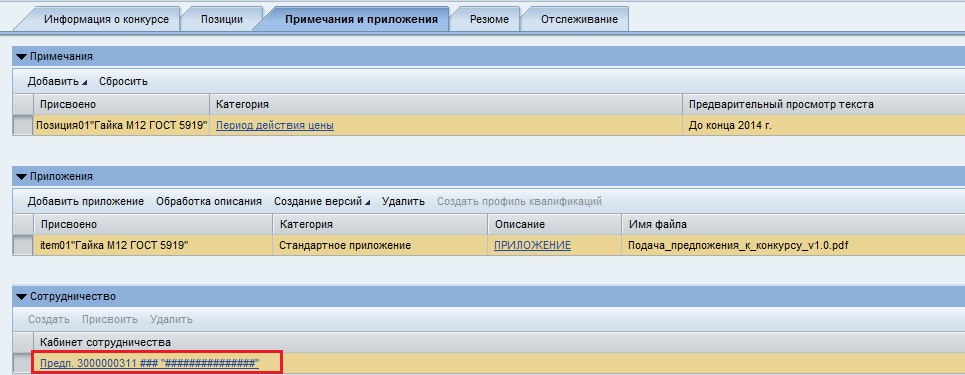 Информация о конкурсе Позиции Примечания и приложения Резюме Отслеживание
Примечания
Добавить Сбросить
Присвоено Категория Предварительный просмотр текста
Позиция01"Гайка М12 ГОСТ 5919" Период действия цены До конца 2014 г.
Приложения
Добавить приложение Обработка описания Создание версий Удалить Создать профиль квалификаций
Присвоено Категория Описание Имя файла
item01"Гайка М12 ГОСТ 5919" Стандартное приложение ПРИЛОЖЕНИЕ Подача_предложения_к_конкурсу_v1.0.pdf
Сотрудничество
Создать Присвоить Удалить
Кабинет сотрудничества
Предл. 3000000311 ### "###############"